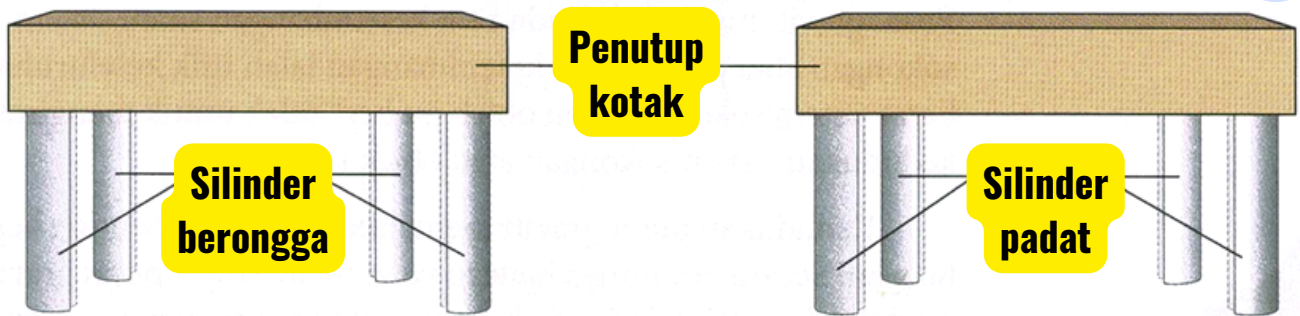 Penutup
kotak
Silinder
berongga
Silinder
padat